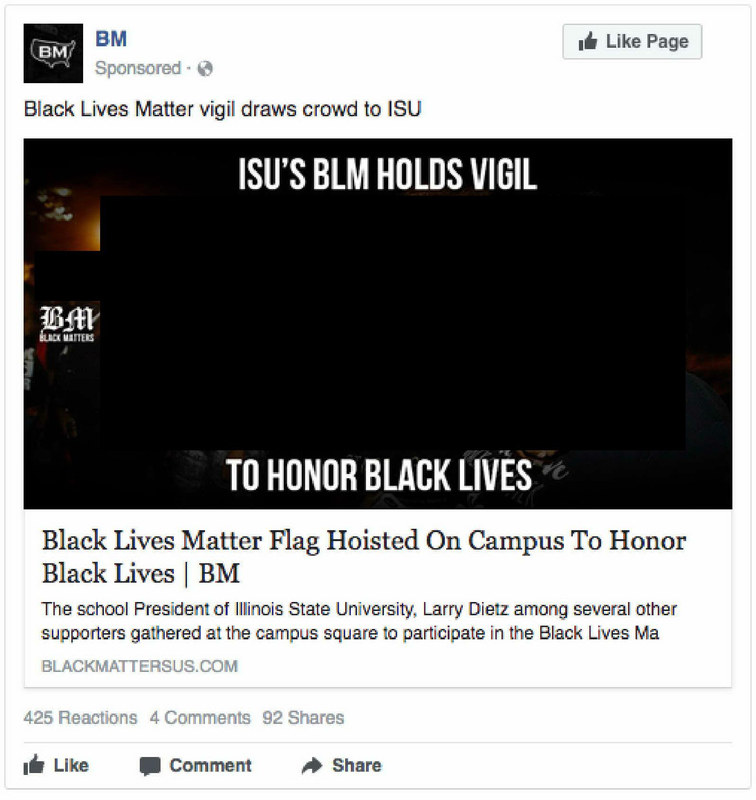 BM
BM
Like Page
Sponsored ·
Black Lives Matter vigil draws crowd to ISU
ISU'S BLM HOLDS VIGIL
BM
BLACK MATTERS
TO HONOR BLACK LIVES
Black Lives Matter Flag Hoisted On Campus To Honor
Black Lives | BM
The school President of Illinois State University, Larry Dietz among several other
supporters gathered at the campus square to participate in the Black Lives Ma
BLACKMATTERSUS.COM
425 Reactions 4 Comments 92 Shares
Like Comment Share